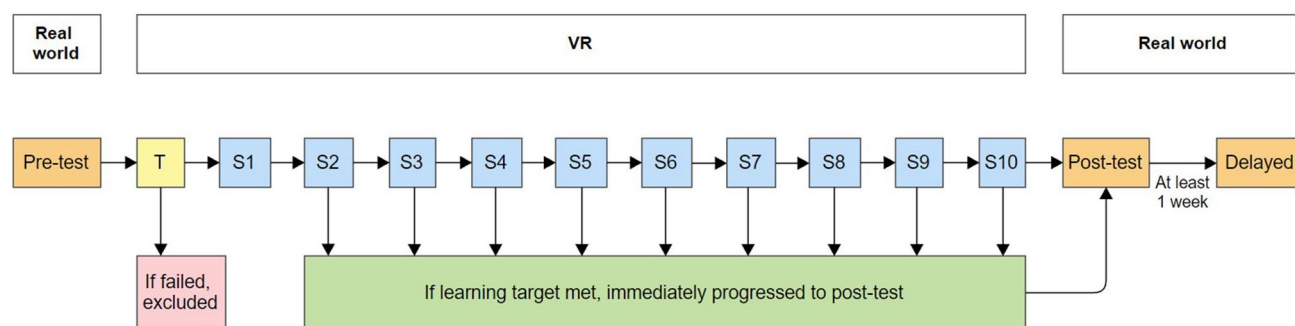 Real
world
VR
Real world
Pre-test
T
S1
S2
S3
S4
S5
S6
S7
S8
S9
S10
Post-test
At least
1 week
Delayed
If failed,
excluded
If learning target met, immediately progressed to post-test